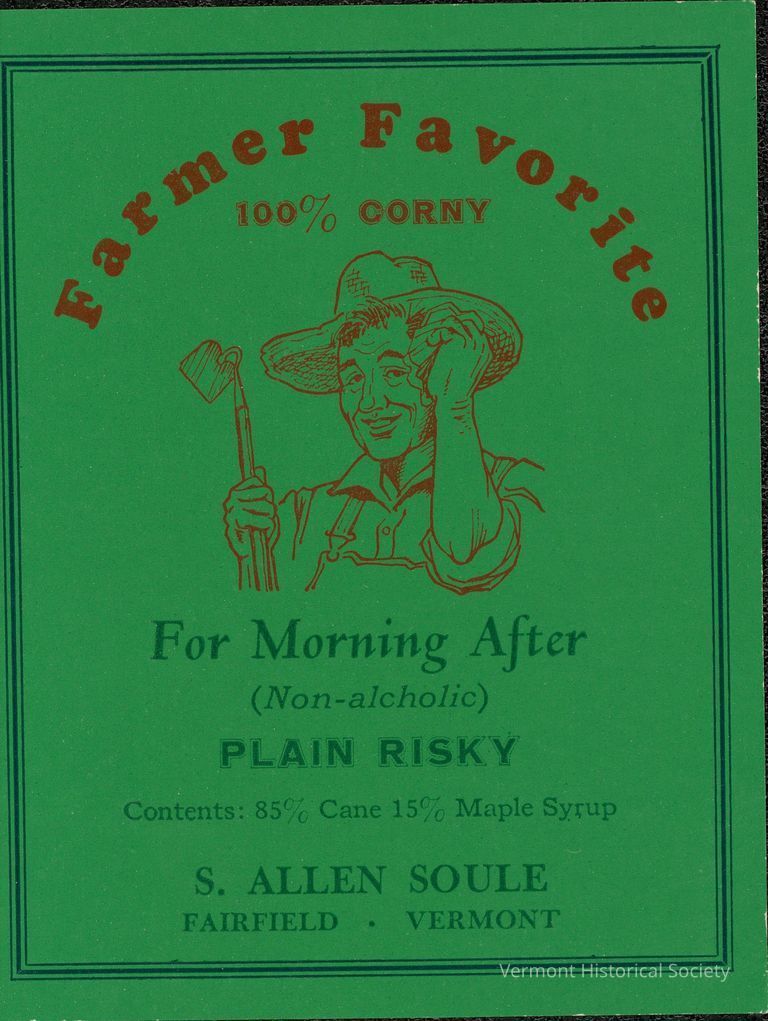 Farmer Favorite
100% CORNY
For Morning After
(Non-alcholic)
PLAIN RISKY
Contents: 85% Cane 15% Maple Syrup
S. ALLEN SOULE
FAIRFIELD · VERMONT
Vermont Historical Society